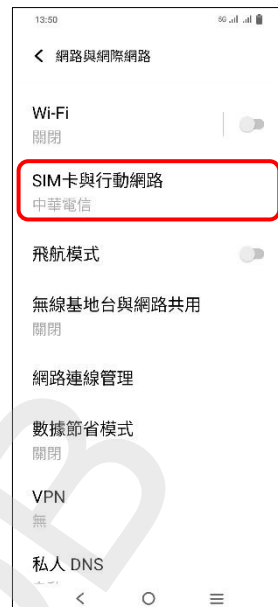 13:50
5G
網路與網際網路
Wi-Fi
關閉
SIM卡與行動網路
中華電信
飛航模式
無線基地台與網路共用
關閉
網路連線管理
數據節省模式
關閉
VPN
無
私人 DNS